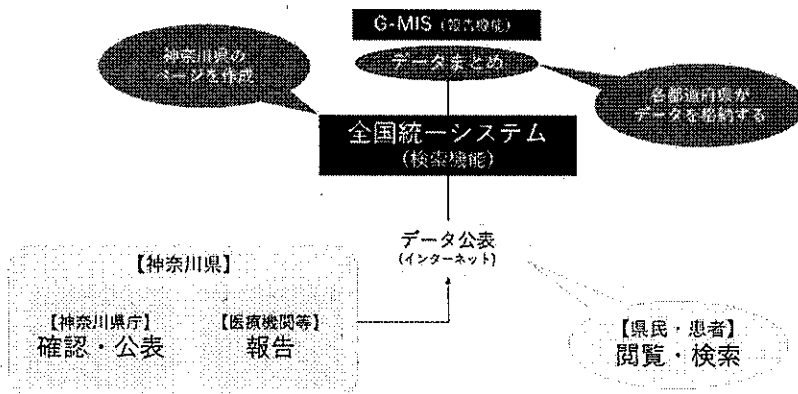 G-MIS（報告機能）
データまとめ
神奈川県の
ページを作成
各都道府県が
データを格納する
全国統一システム
（検索機能）
データ公表
（インターネット）
【神奈川県】
【神奈川県庁】
確認・公表
【医療機関等】
報告
【県民・患者】
閲覧・検索